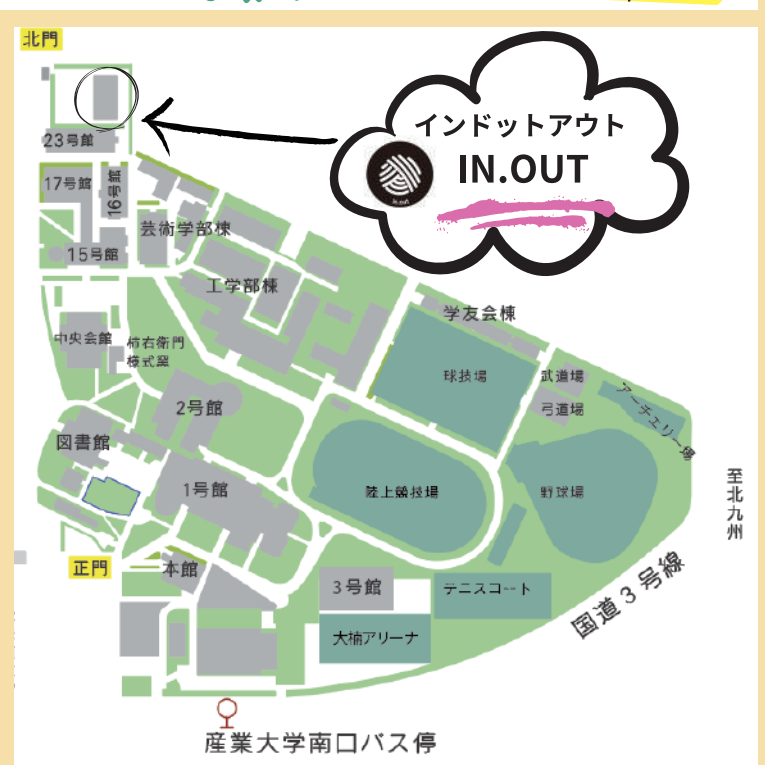 北門
インドットアウト
IN.OUT
in.out
23号館
17号館
16号館
15号館
芸術学部棟
工学部棟
学友会棟
中央会館
柿右衛門
様式窯
球技場
武道場
弓道場
アーチェリー場
2号館
図書館
1号館
陸上競技場
野球場
至北九州
正門
本館
3号館
テニスコート
大楠アリーナ
国道3号線
産業大学南口バス停